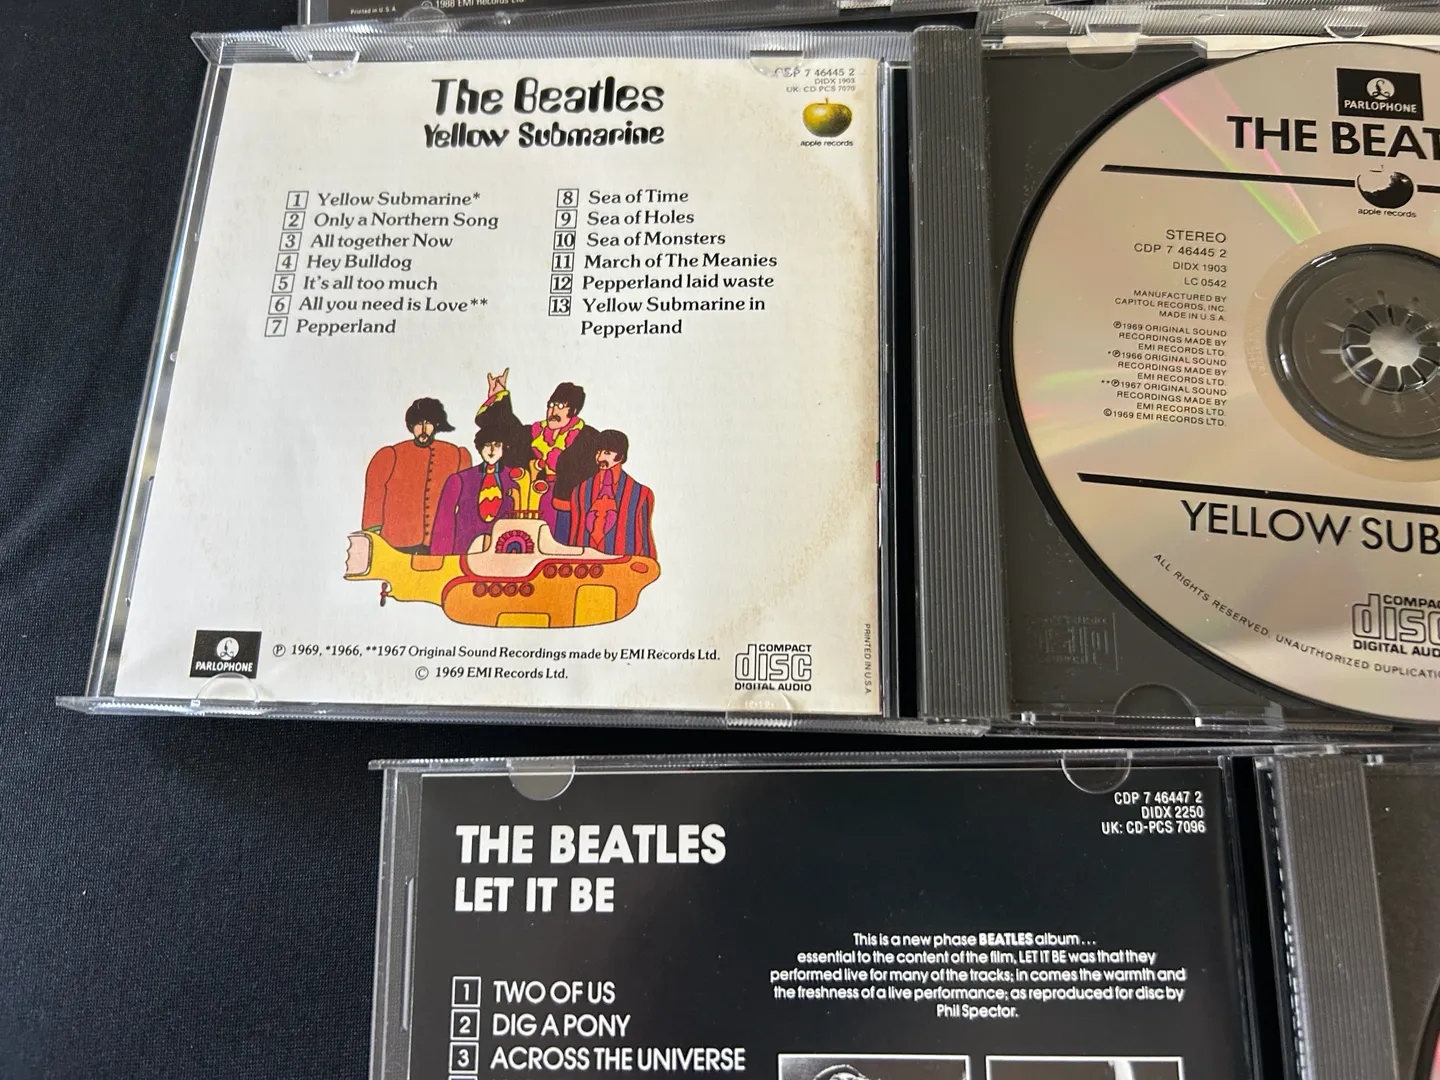 Printed in U.S.A.
1988 EMI Records Ltd
The Beatles
Yellow Submarine
CDP 7 46445 2
DIDX 1903
UK: CD PCS 7070
apple records
1 Yellow Submarine*
2 Only a Northern Song
3 All together Now
4 Hey Bulldog
5 It's all too much
6 All you need is Love**
7 Pepperland
8 Sea of Time
9 Sea of Holes
10 Sea of Monsters
11 March of The Meanies
12 Pepperland laid waste
13 Yellow Submarine in
Pepperland
PARLOPHONE
℗ 1969, *1966, **1967 Original Sound Recordings made by EMI Records Ltd.
© 1969 EMI Records Ltd.
COMPACT
disc
DIGITAL AUDIO
PRINTED IN U.S.A.
PARLOPHONE
THE BEAT
apple records
STEREO
CDP 7 46445 2
DIDX 1903
LC 0542
MANUFACTURED BY
CAPITOL RECORDS, INC.
MADE IN U.S.A.
℗1969 ORIGINAL SOUND
RECORDINGS MADE BY
EMI RECORDS LTD.
*℗1966 ORIGINAL SOUND
RECORDINGS MADE BY
EMI RECORDS LTD.
**℗1967 ORIGINAL SOUND
RECORDINGS MADE BY
EMI RECORDS LTD.
©1969 EMI RECORDS LTD.
YELLOW SUB
ALL RIGHTS RESERVED. UNAUTHORIZED DUPLICATI
COMPA
disc
DIGITAL AUD
THE BEATLES
LET IT BE
CDP 7 46447 2
DIDX 2250
UK: CD-PCS 7096
This is a new phase BEATLES album...
essential to the content of the film, LET IT BE was that they
performed live for many of the tracks; in comes the warmth and
the freshness of a live performance; as reproduced for disc by
Phil Spector.
1 TWO OF US
2 DIG A PONY
3 ACROSS THE UNIVERSE